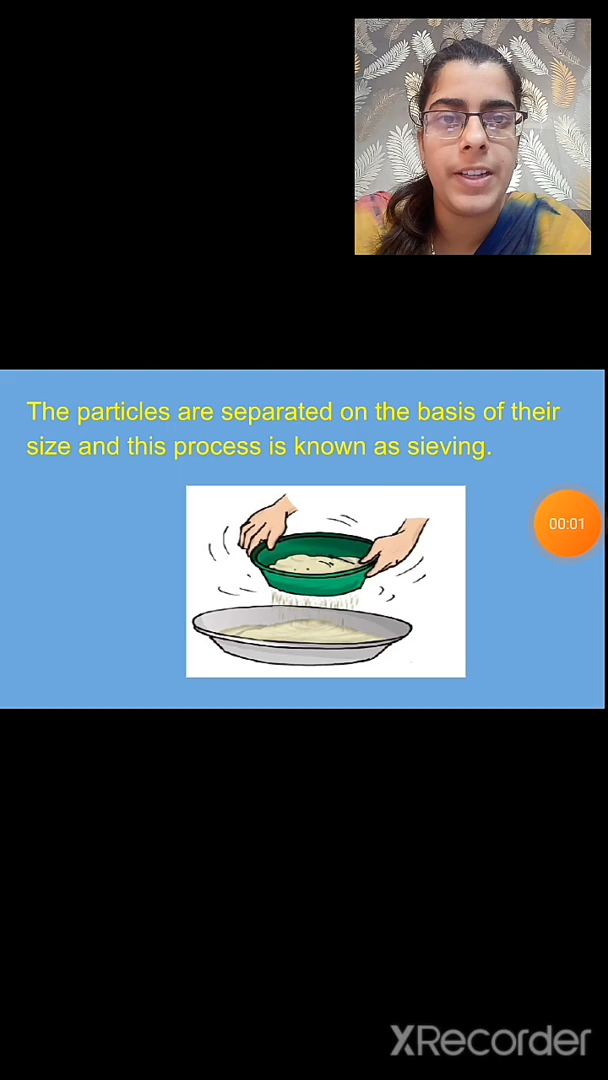 The particles are separated on the basis of their
size and this process is known as sieving.
00:01
XRecorder